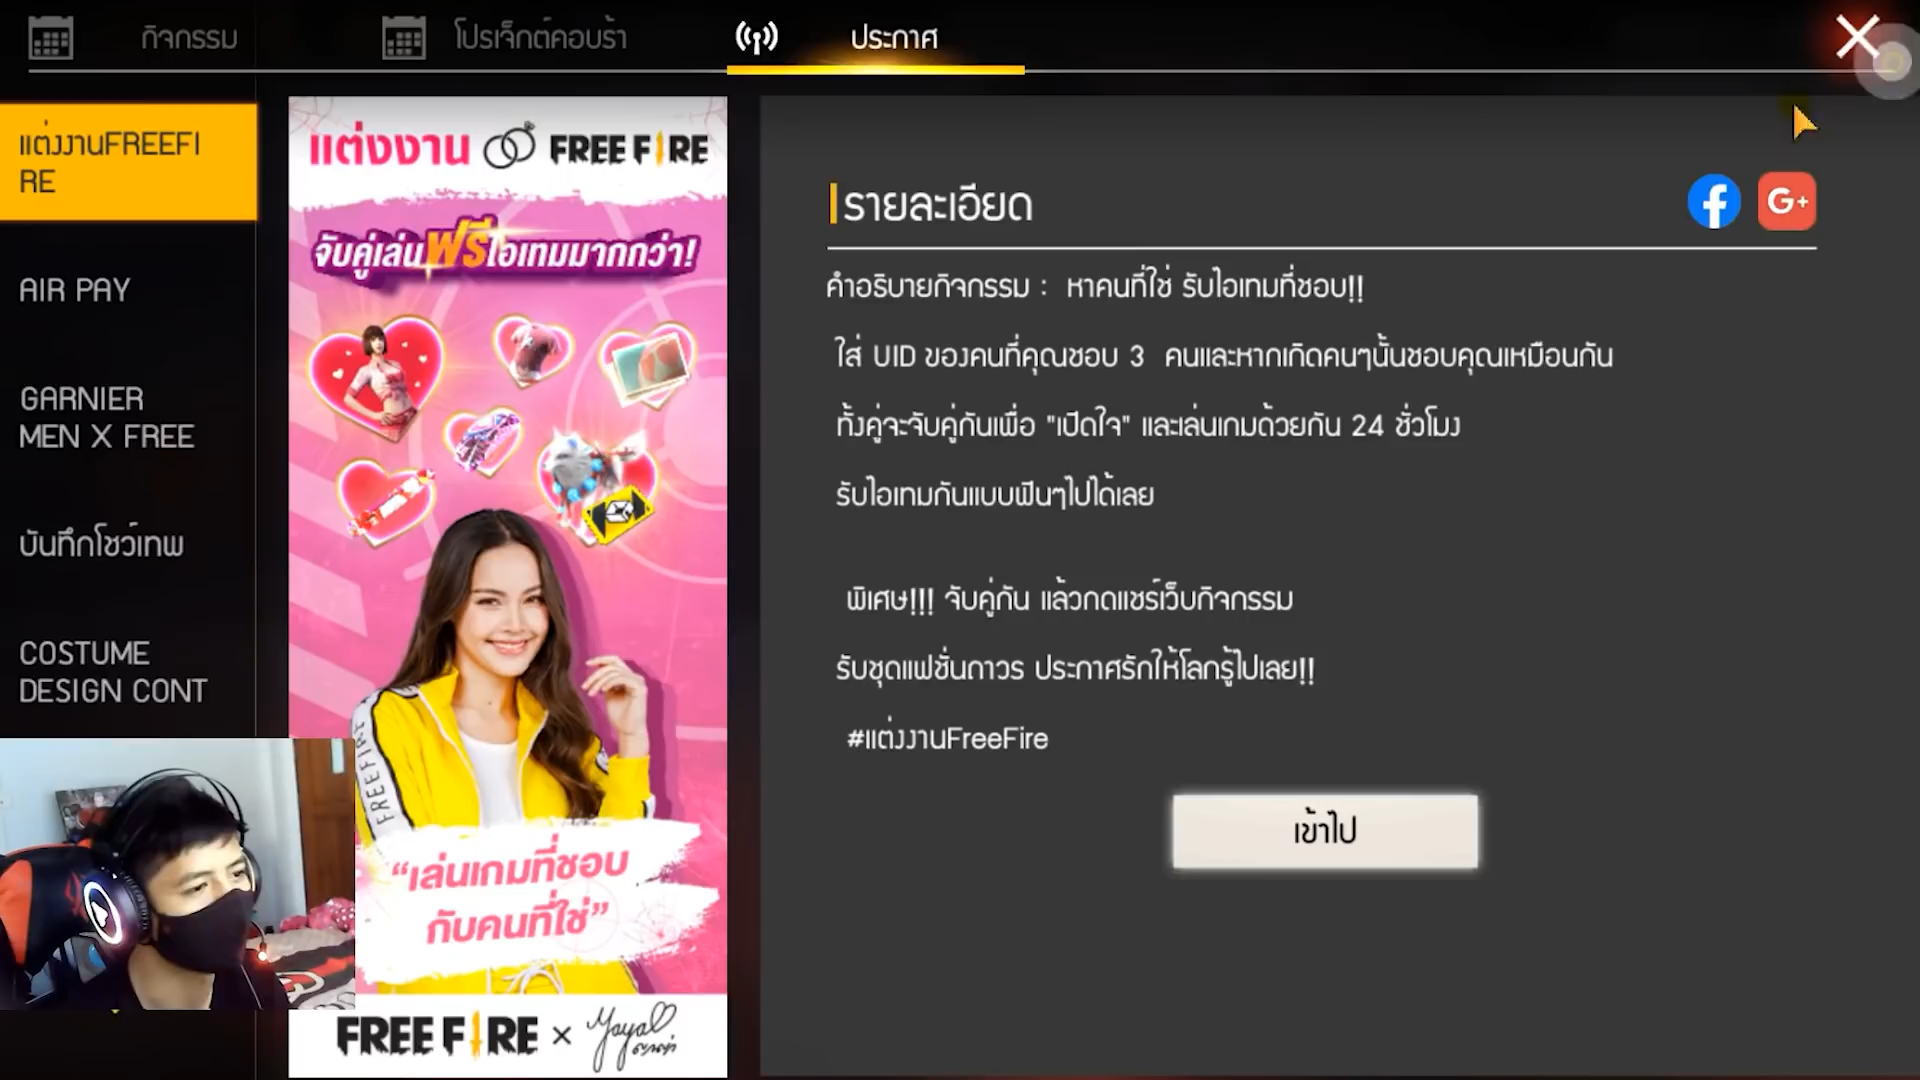 กิจกรรม
โปรเจ็กต์คอบร้า
ประกาศ
แต่งงานFREEFI
RE
AIR PAY
GARNIER
MEN X FREE
บันทึกโชว์เทพ
COSTUME
DESIGN CONT
แต่งงาน FREE FIRE
จับคู่เล่นฟรีไอเทมมากกว่า!
FREEFIRE
“เล่นเกมที่ชอบ
กับคนที่ใช่”
FREE FIRE × Yaya
ญาญ่า
รายละเอียด
G+
คำอธิบายกิจกรรม : หาคนที่ใช่ รับไอเทมที่ชอบ!!
ใส่ UID ของคนที่คุณชอบ 3 คนและหากเกิดคนๆนั้นชอบคุณเหมือนกัน
ทั้งคู่จะจับคู่กันเพื่อ "เปิดใจ" และเล่นเกมด้วยกัน 24 ชั่วโมง
รับไอเทมกันแบบฟินๆไปได้เลย
พิเศษ!!! จับคู่กัน แล้วกดแชร์เว็บกิจกรรม
รับชุดแฟชั่นถาวร ประกาศรักให้โลกรู้ไปเลย!!
#แต่งงานFreeFire
เข้าไป